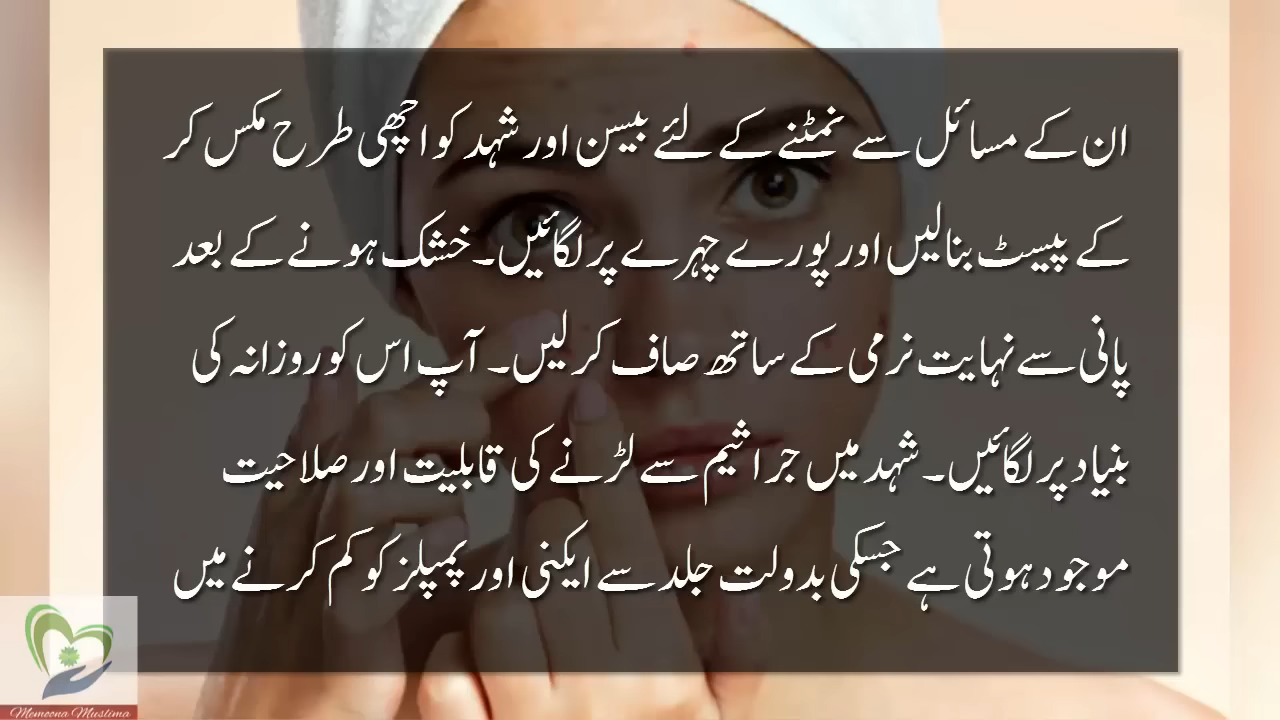 ان کے مسائل سے نمٹنے کے لئے بیسن اور شہد کو اچھی طرح مکس کر
کے پیسٹ بنالیں اور پورے چہرے پر لگائیں۔ خشک ہونے کے بعد
پانی سے نہایت نرمی کے ساتھ صاف کرلیں۔ آپ اس کو روزانہ کی
بنیاد پر لگائیں۔ شہد میں جراثیم سے لڑنے کی قابلیت اور صلاحیت
موجود ہوتی ہے جسکی بدولت جلد سے ایکنی اور پمپلز کو کم کرنے میں
Memoona Muslima